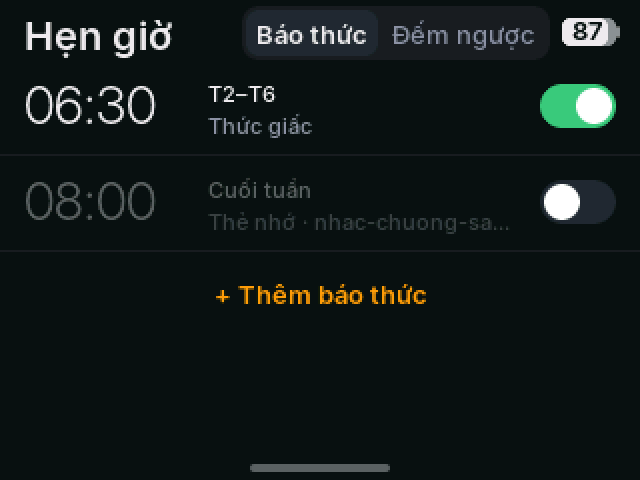 Hẹn giờ
Báo thức
Đếm ngược
87
06:30
T2–T6
Thức giấc
08:00
Cuối tuần
Thẻ nhớ · nhac-chuong-sa...
+ Thêm báo thức